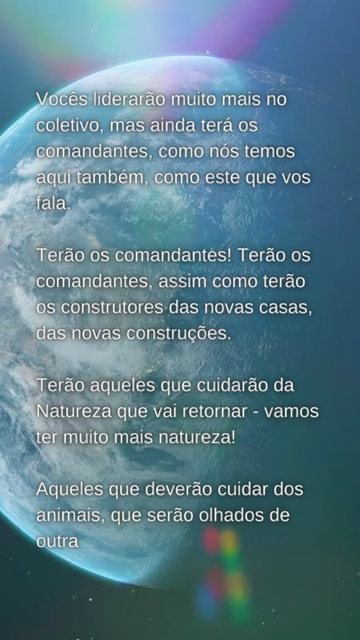 Vocês liderarão muito mais no
coletivo, mas ainda terá os
comandantes, como nós temos
aqui também, como este que vos
fala.
Terão os comandantes! Terão os
comandantes, assim como terão
os construtores das novas casas,
das novas construções.
Terão aqueles que cuidarão da
Natureza que vai retornar - vamos
ter muito mais natureza!
Aqueles que deverão cuidar dos
animais, que serão olhados de
outra